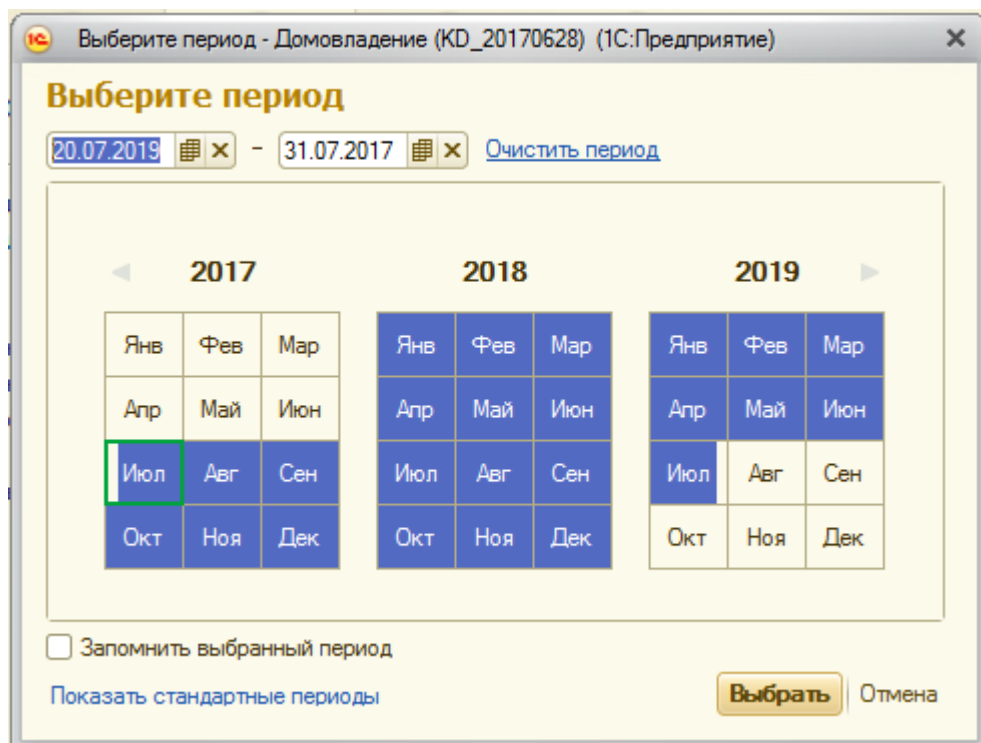 1С Выберите период - Домовладение (KD_20170628) (1С:Предприятие)
Выберите период
20.07.2019 - 31.07.2017 Очистить период
2017 2018 2019
Янв Фев Мар Янв Фев Мар Янв Фев Мар
Апр Май Июн Апр Май Июн Апр Май Июн
Июл Авг Сен Июл Авг Сен Июл Авг Сен
Окт Ноя Дек Окт Ноя Дек Окт Ноя Дек
Запомнить выбранный период
Показать стандартные периоды Выбрать Отмена